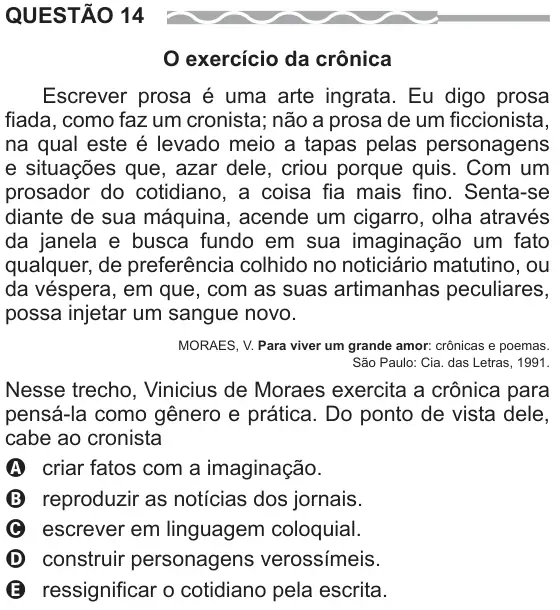 QUESTÃO 14
O exercício da crônica
Escrever prosa é uma arte ingrata. Eu digo prosa
fiada, como faz um cronista; não a prosa de um ficcionista,
na qual este é levado meio a tapas pelas personagens
e situações que, azar dele, criou porque quis. Com um
prosador do cotidiano, a coisa fia mais fino. Senta-se
diante de sua máquina, acende um cigarro, olha através
da janela e busca fundo em sua imaginação um fato
qualquer, de preferência colhido no noticiário matutino, ou
da véspera, em que, com as suas artimanhas peculiares,
possa injetar um sangue novo.
MORAES, V. Para viver um grande amor: crônicas e poemas.
São Paulo: Cia. das Letras, 1991.
Nesse trecho, Vinicius de Moraes exercita a crônica para
pensá-la como gênero e prática. Do ponto de vista dele,
cabe ao cronista
A criar fatos com a imaginação.
B reproduzir as notícias dos jornais.
C escrever em linguagem coloquial.
D construir personagens verossímeis.
E ressignificar o cotidiano pela escrita.